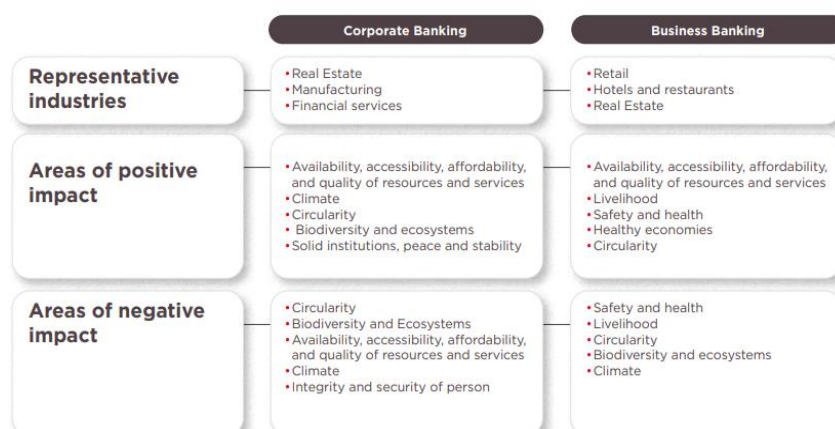 Corporate Banking
Business Banking
Representative
industries
• Real Estate
• Manufacturing
• Financial services
• Retail
• Hotels and restaurants
• Real Estate
Areas of positive
impact
• Availability, accessibility, affordability,
and quality of resources and services
• Climate
• Circularity
• Biodiversity and ecosystems
• Solid institutions, peace and stability
• Availability, accessibility, affordability,
and quality of resources and services
• Livelihood
• Safety and health
• Healthy economies
• Circularity
Areas of negative
impact
• Circularity
• Biodiversity and Ecosystems
• Availability, accessibility, affordability,
and quality of resources and services
• Climate
• Integrity and security of person
• Safety and health
• Livelihood
• Circularity
• Biodiversity and ecosystems
• Climate